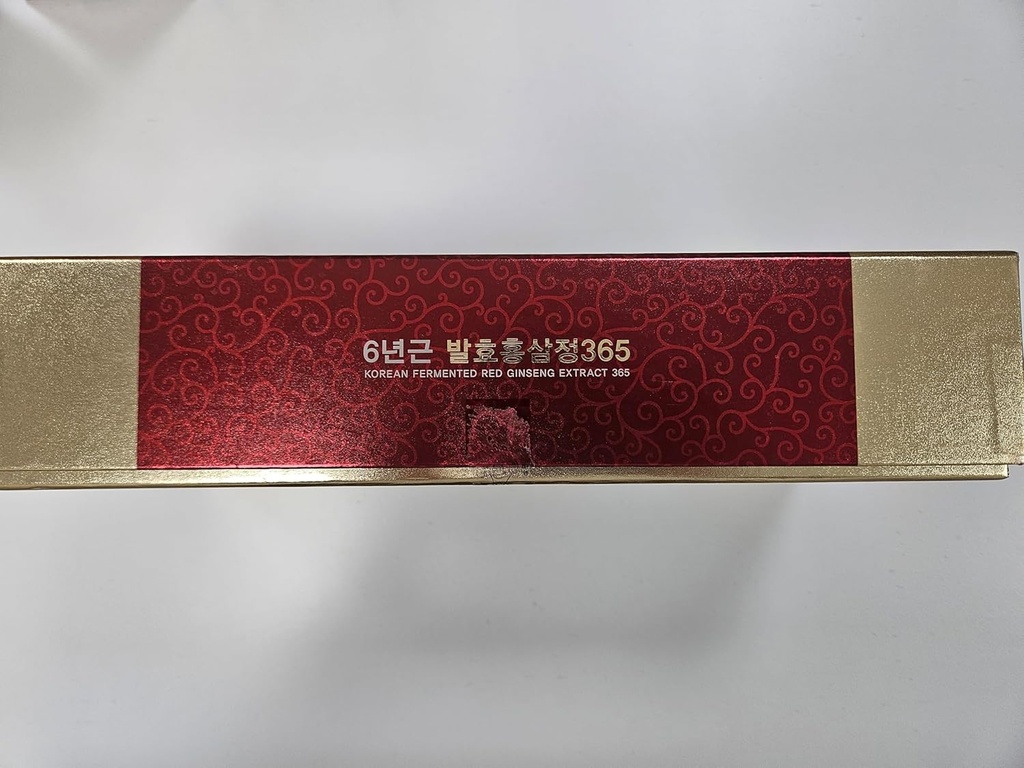 6년근 발효홍삼정365
KOREAN FERMENTED RED GINSENG EXTRACT 365